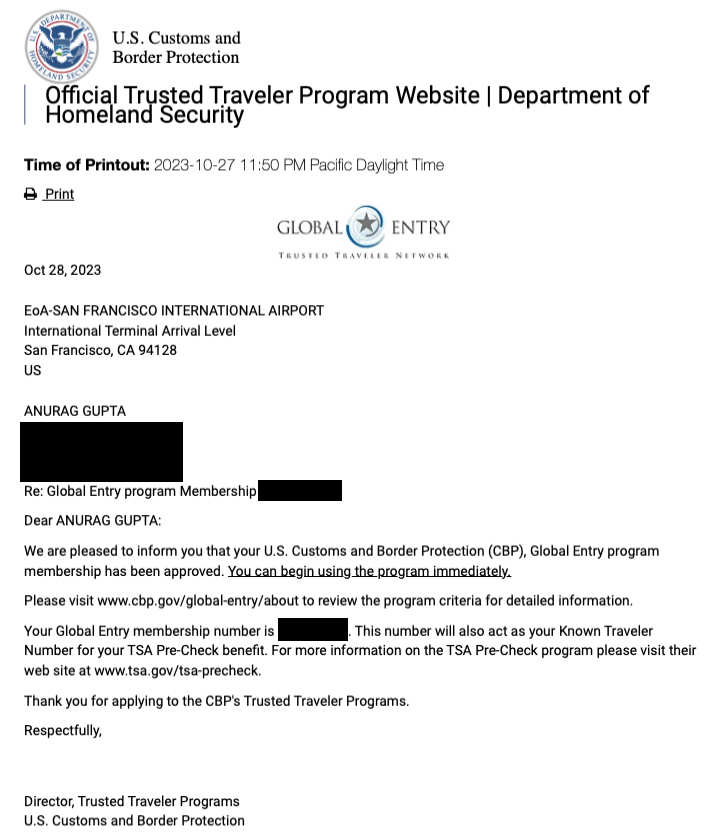 U.S. DEPARTMENT OF HOMELAND SECURITY
U.S. Customs and
Border Protection
Official Trusted Traveler Program Website | Department of
Homeland Security
Time of Printout: 2023-10-27 11:50 PM Pacific Daylight Time
Print
GLOBAL ENTRY
TRUSTED TRAVELER NETWORK
Oct 28, 2023
EoA-SAN FRANCISCO INTERNATIONAL AIRPORT
International Terminal Arrival Level
San Francisco, CA 94128
US
ANURAG GUPTA
Re: Global Entry program Membership
Dear ANURAG GUPTA:
We are pleased to inform you that your U.S. Customs and Border Protection (CBP), Global Entry program
membership has been approved. You can begin using the program immediately.
Please visit www.cbp.gov/global-entry/about to review the program criteria for detailed information.
Your Global Entry membership number is . This number will also act as your Known Traveler
Number for your TSA Pre-Check benefit. For more information on the TSA Pre-Check program please visit their
web site at www.tsa.gov/tsa-precheck.
Thank you for applying to the CBP's Trusted Traveler Programs.
Respectfully,
Director, Trusted Traveler Programs
U.S. Customs and Border Protection